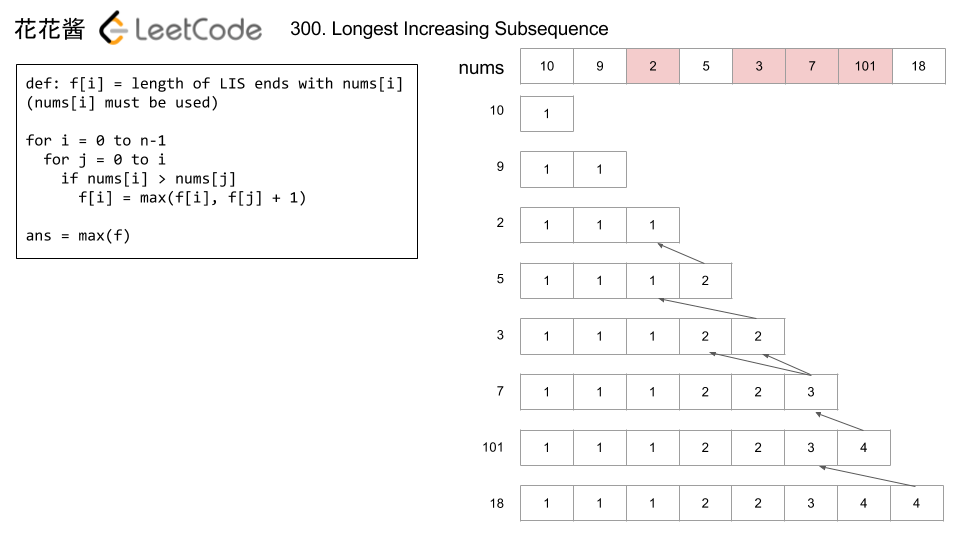 花花酱 LeetCode 300. Longest Increasing Subsequence
def: f[i] = length of LIS ends with nums[i]
(nums[i] must be used)
for i = 0 to n-1
for j = 0 to i
if nums[i] > nums[j]
f[i] = max(f[i], f[j] + 1)
ans = max(f)
nums 10 9 2 5 3 7 101 18
10 1
9 1 1
2 1 1 1
5 1 1 1 2
3 1 1 1 2 2
7 1 1 1 2 2 3
101 1 1 1 2 2 3 4
18 1 1 1 2 2 3 4 4